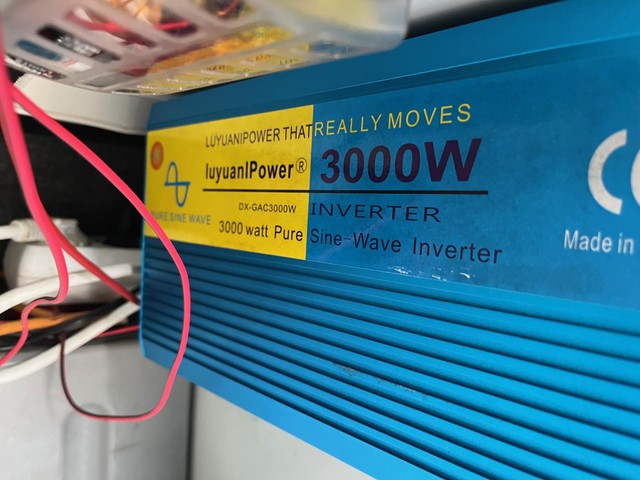 LUYUANIPOWER THAT REALLY MOVES
luyuanIPower® 3000W
PURE SINE WAVE
DX-GAC3000W INVERTER
3000 watt Pure Sine-Wave Inverter
CE
Made in